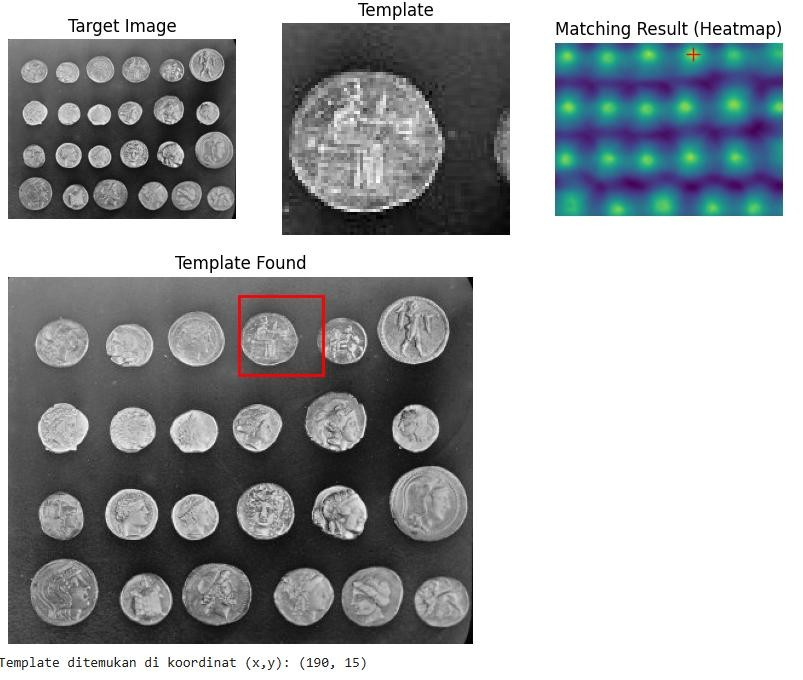 Target Image
Template
Matching Result (Heatmap)
Template Found
Template ditemukan di koordinat (x,y): (190, 15)